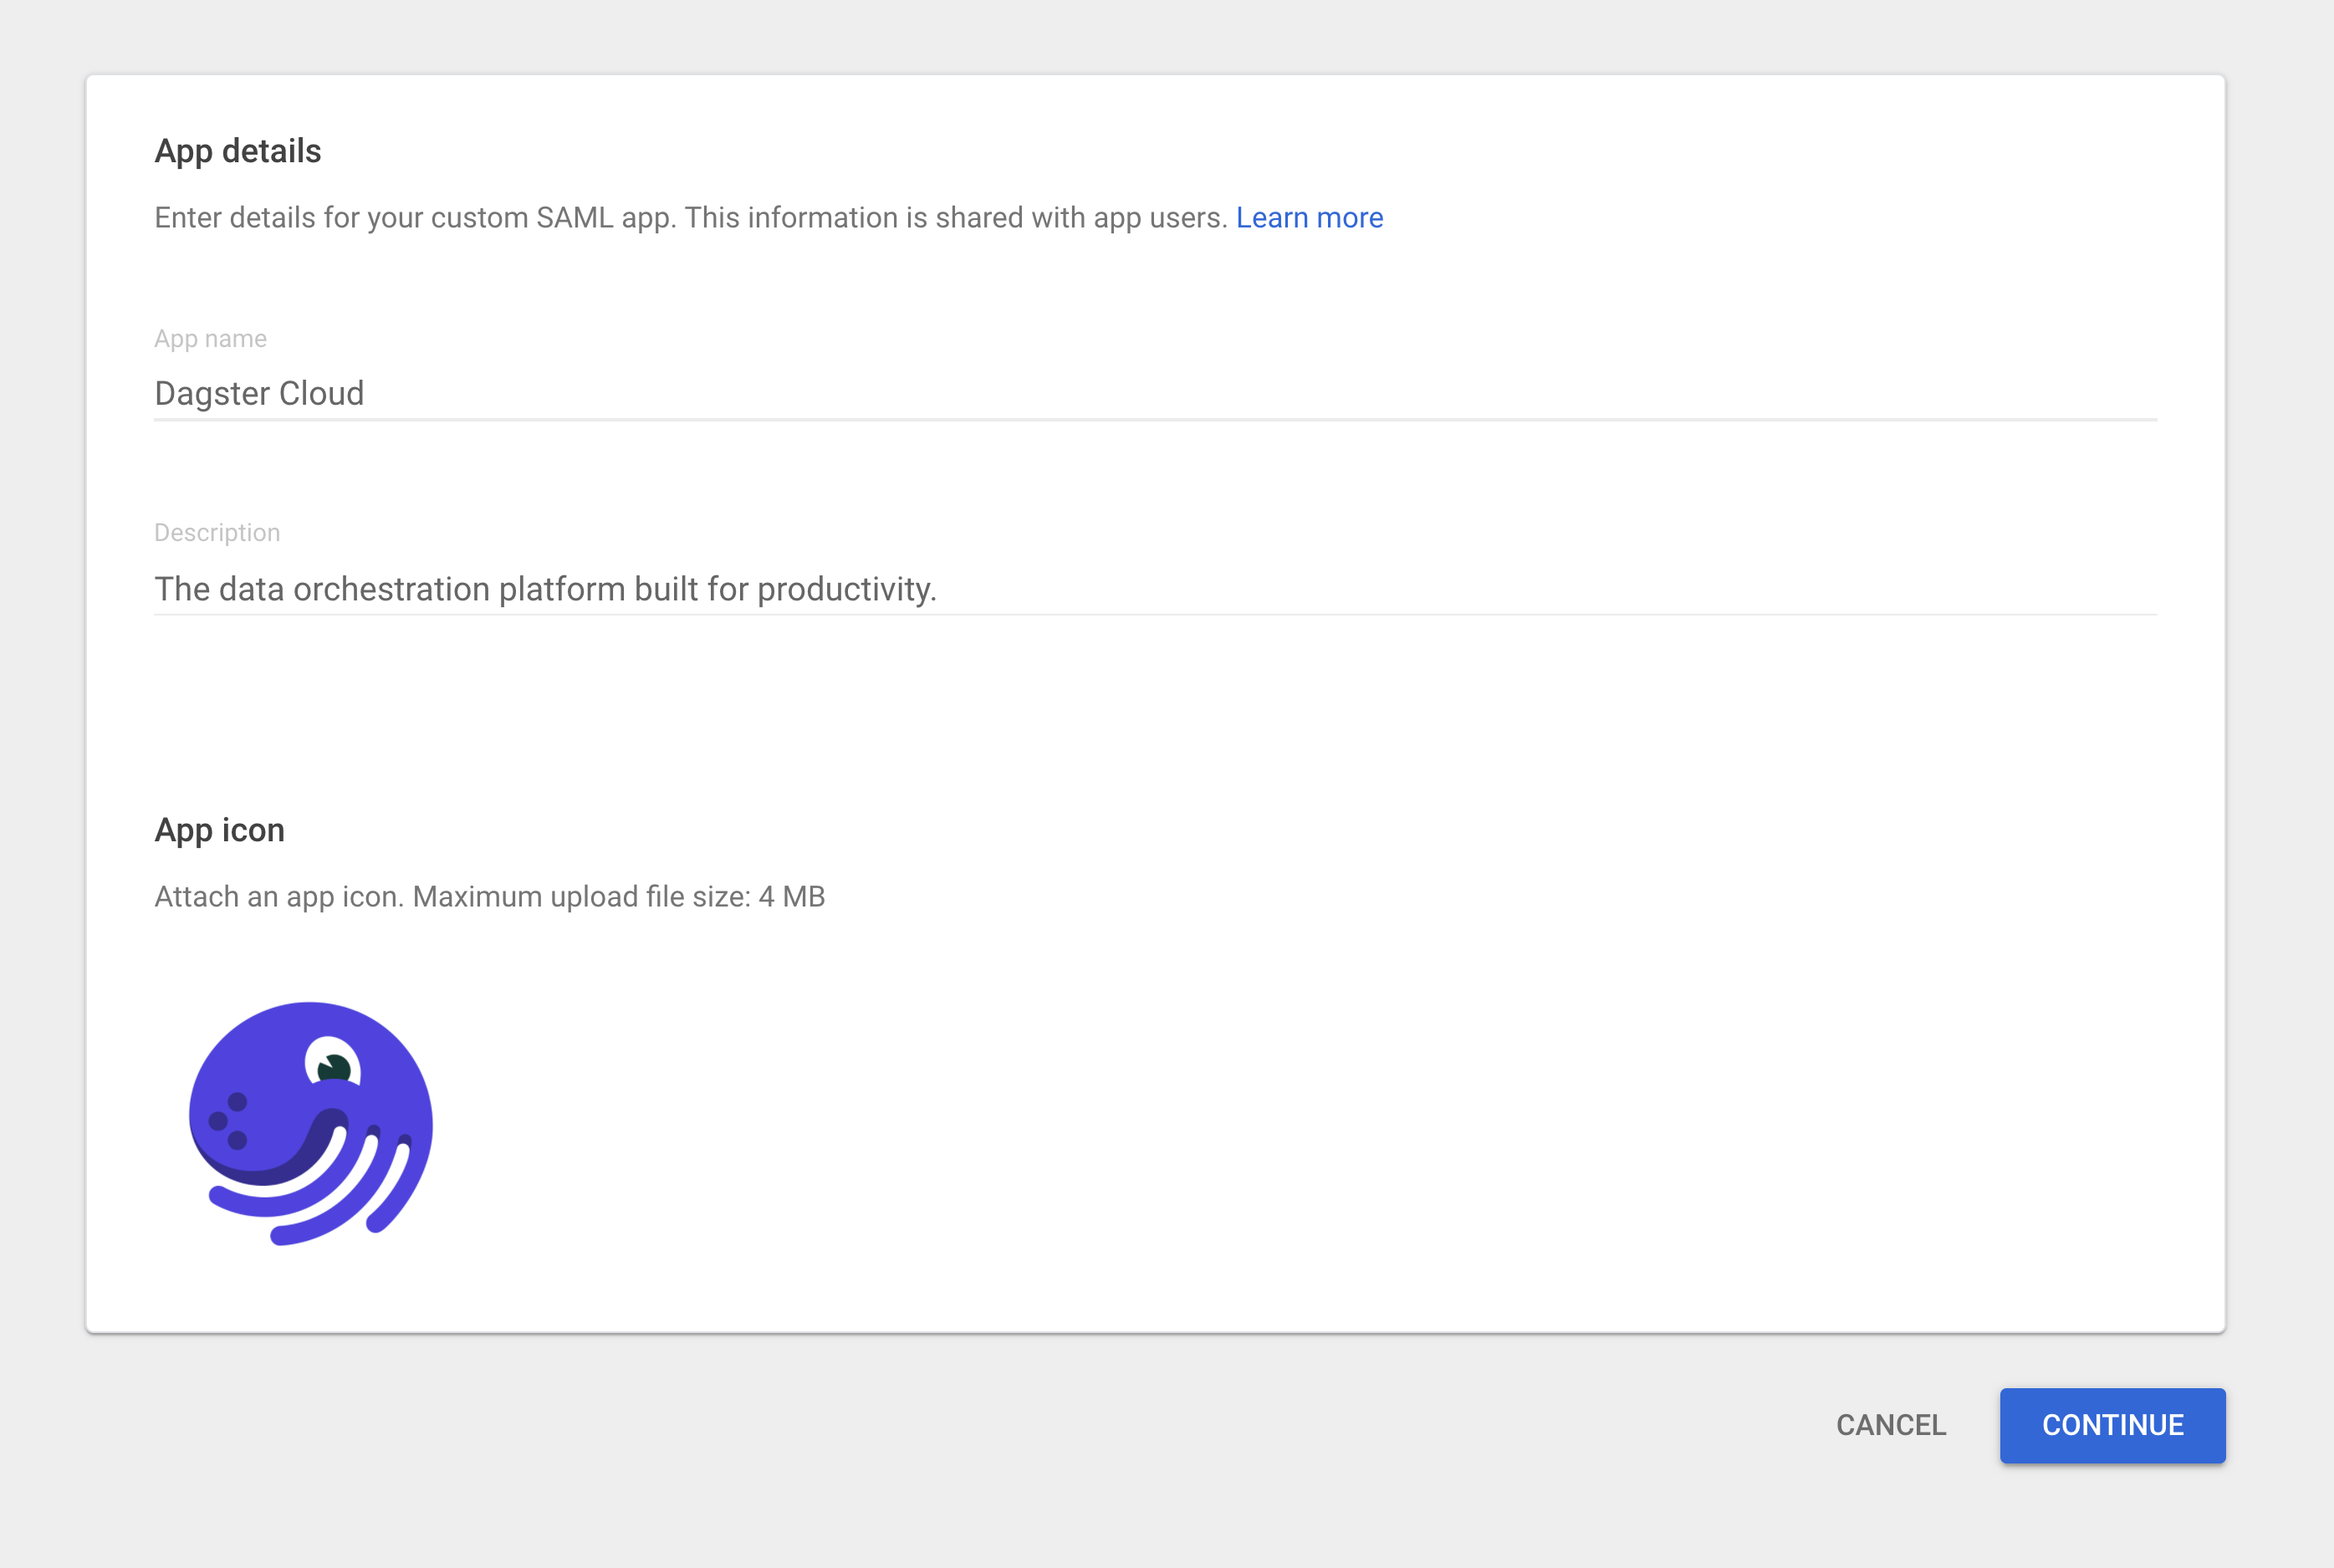 App details
Enter details for your custom SAML app. This information is shared with app users. Learn more
App name
Dagster Cloud
Description
The data orchestration platform built for productivity.
App icon
Attach an app icon. Maximum upload file size: 4 MB
CANCEL
CONTINUE